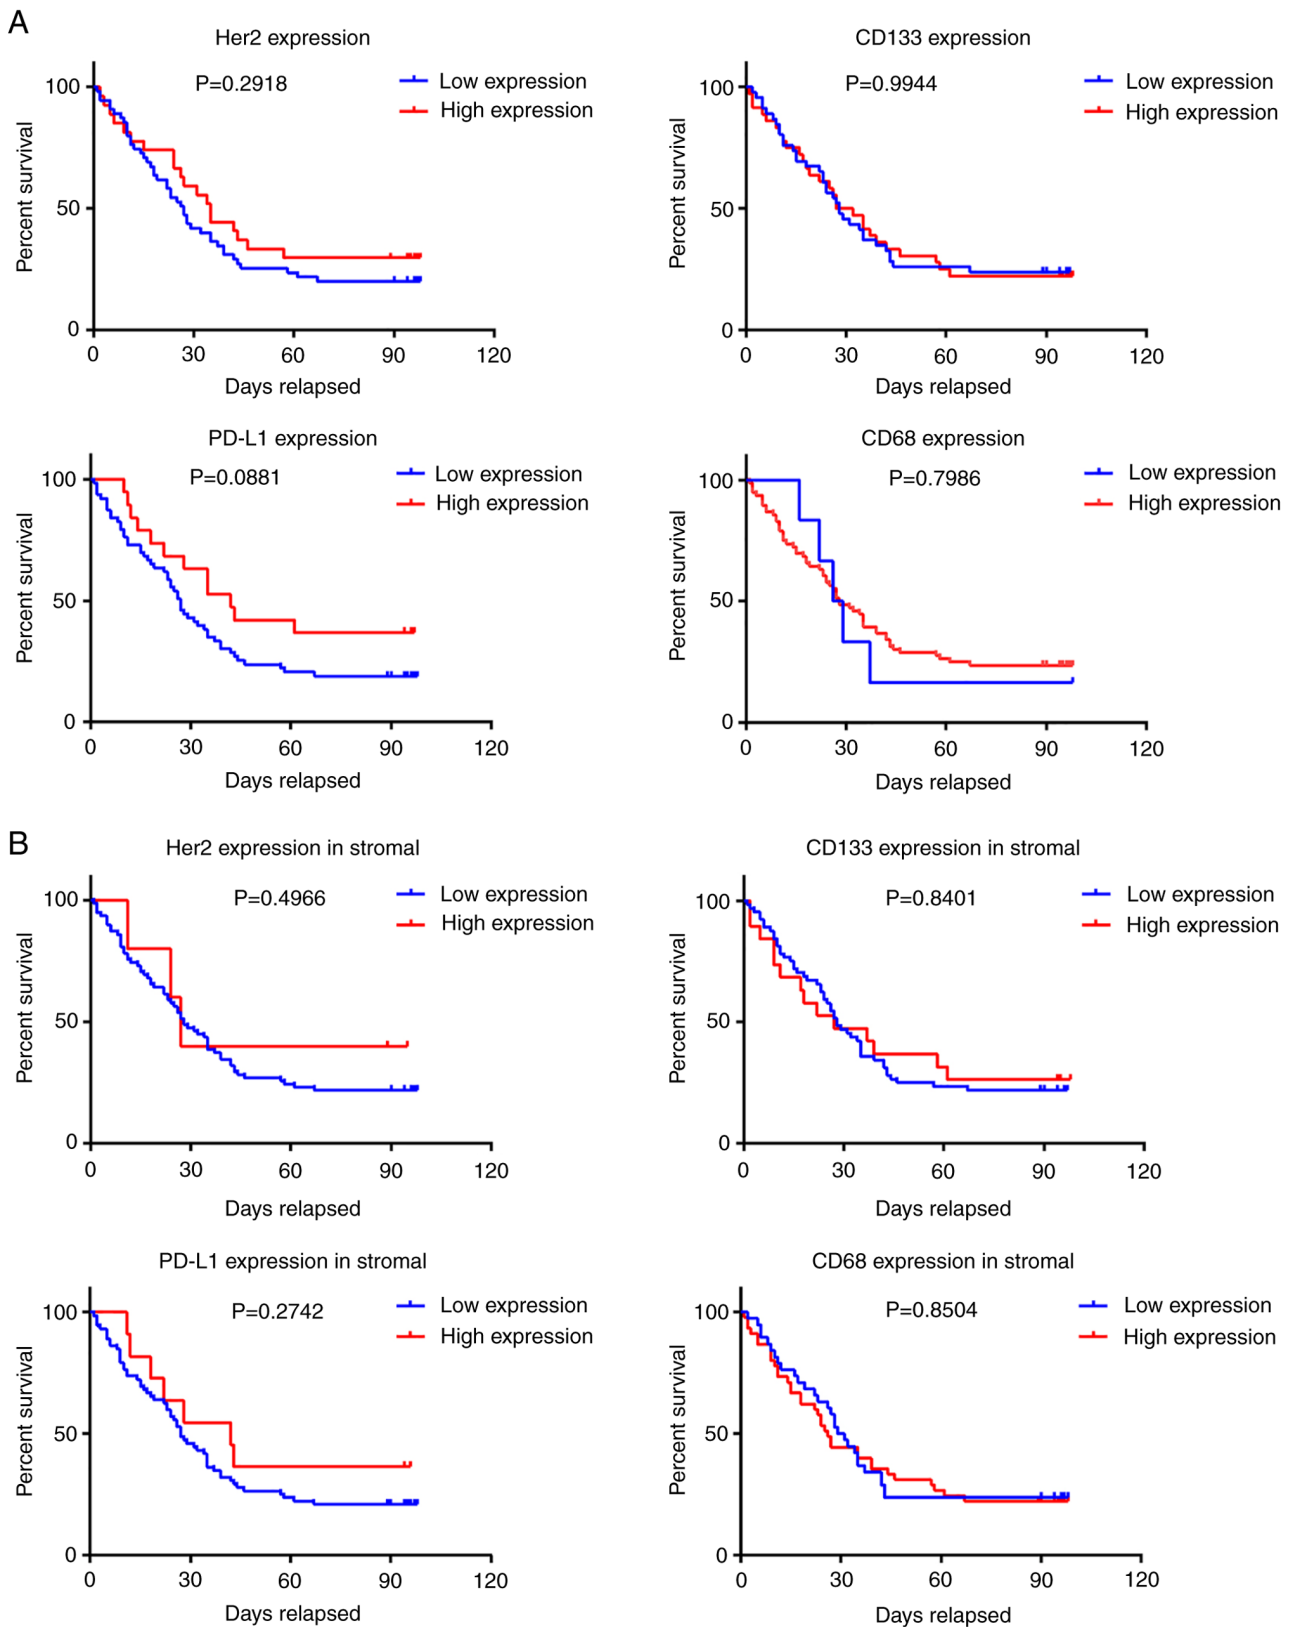 A
Her2 expression
P=0.2918
Low expression
High expression
Percent survival
100
50
0
0 30 60 90 120
Days relapsed
CD133 expression
P=0.9944
Low expression
High expression
Percent survival
100
50
0
0 30 60 90 120
Days relapsed
PD-L1 expression
P=0.0881
Low expression
High expression
Percent survival
100
50
0
0 30 60 90 120
Days relapsed
CD68 expression
P=0.7986
Low expression
High expression
Percent survival
100
50
0
0 30 60 90 120
Days relapsed
B
Her2 expression in stromal
P=0.4966
Low expression
High expression
Percent survival
100
50
0
0 30 60 90 120
Days relapsed
CD133 expression in stromal
P=0.8401
Low expression
High expression
Percent survival
100
50
0
0 30 60 90 120
Days relapsed
PD-L1 expression in stromal
P=0.2742
Low expression
High expression
Percent survival
100
50
0
0 30 60 90 120
Days relapsed
CD68 expression in stromal
P=0.8504
Low expression
High expression
Percent survival
100
50
0
0 30 60 90 120
Days relapsed